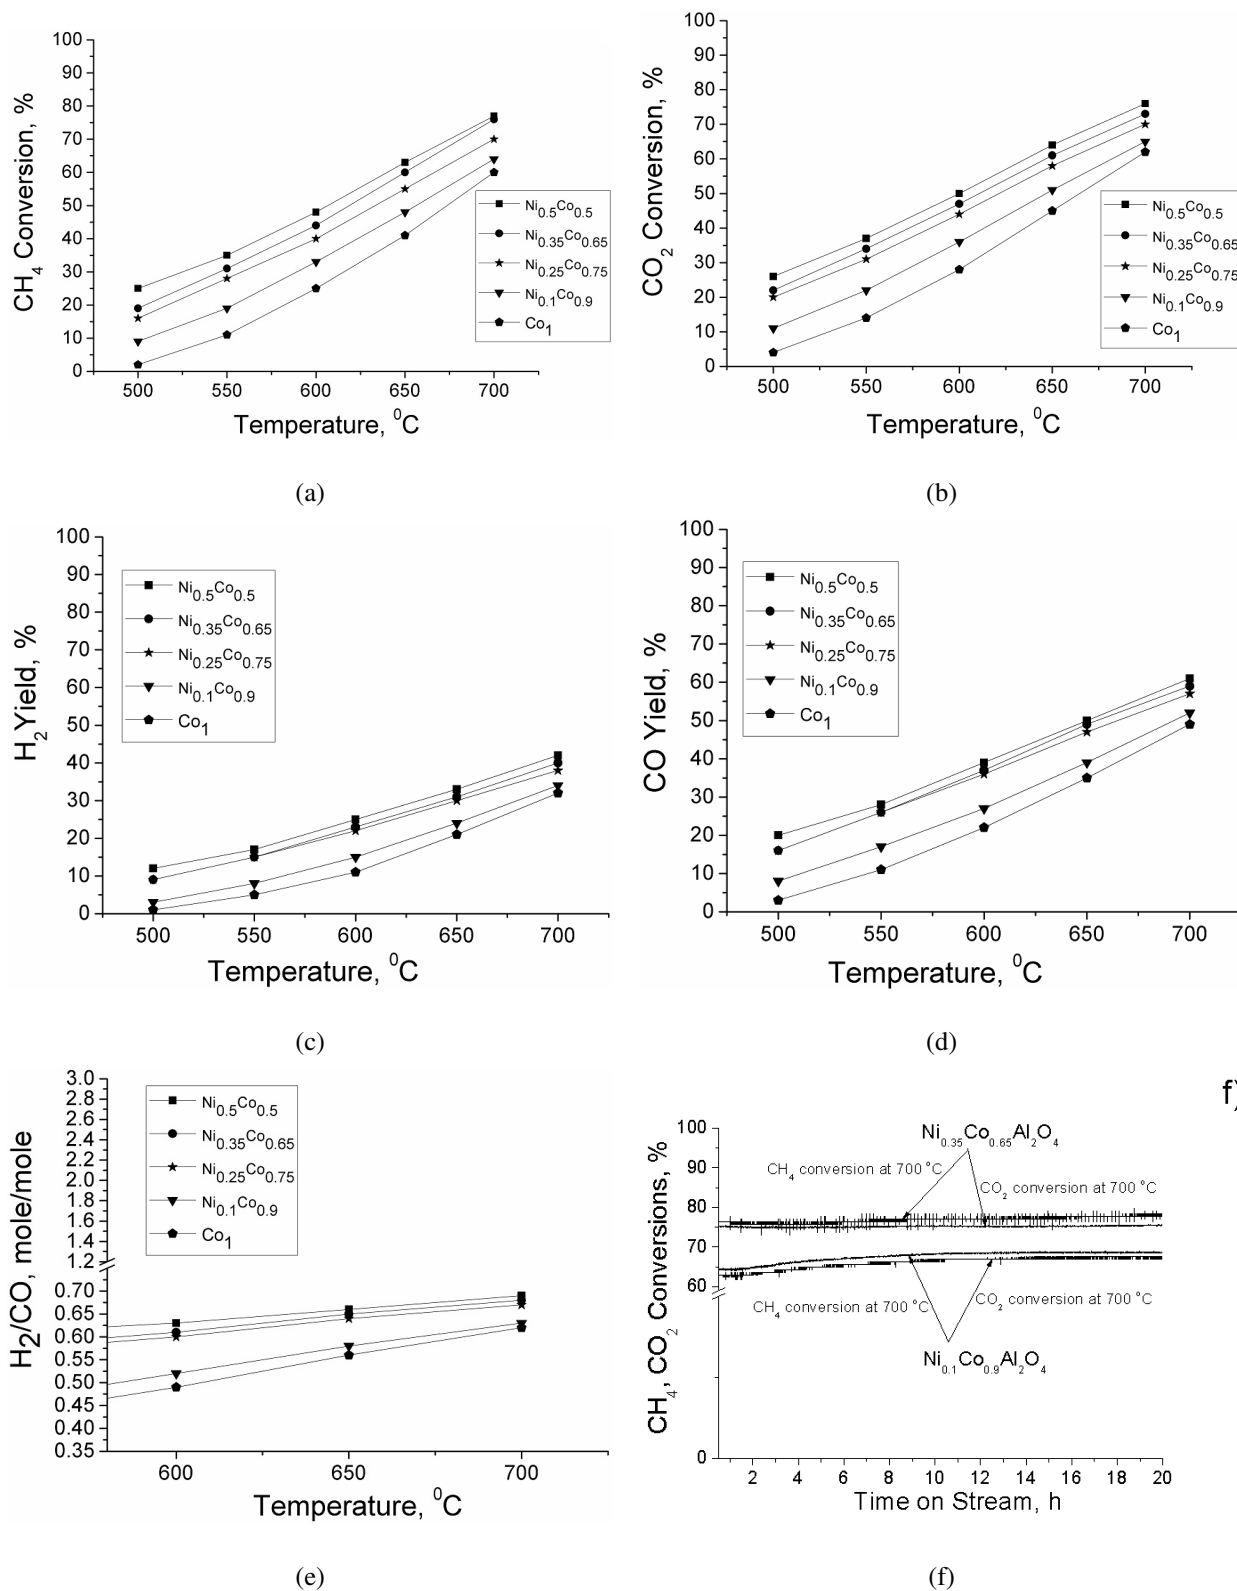 100
90
80
70
60
50
40
30
20
10
0
CH4 Conversion, %
Ni0.5Co0.5
Ni0.35Co0.65
Ni0.25Co0.75
Ni0.1Co0.9
Co1
500 550 600 650 700
Temperature, 0C
(a)
100
90
80
70
60
50
40
30
20
10
0
CO2 Conversion, %
Ni0.5Co0.5
Ni0.35Co0.65
Ni0.25Co0.75
Ni0.1Co0.9
Co1
500 550 600 650 700
Temperature, 0C
(b)
100
90
80
70
60
50
40
30
20
10
0
H2 Yield, %
Ni0.5Co0.5
Ni0.35Co0.65
Ni0.25Co0.75
Ni0.1Co0.9
Co1
500 550 600 650 700
Temperature, 0C
(c)
100
90
80
70
60
50
40
30
20
10
0
CO Yield, %
Ni0.5Co0.5
Ni0.35Co0.65
Ni0.25Co0.75
Ni0.1Co0.9
Co1
500 550 600 650 700
Temperature, 0C
(d)
3.0
2.8
2.6
2.4
2.2
2.0
1.8
1.6
1.4
1.2
0.70
0.65
0.60
0.55
0.50
0.45
0.40
0.35
H2/CO, mole/mole
Ni0.5Co0.5
Ni0.35Co0.65
Ni0.25Co0.75
Ni0.1Co0.9
Co1
600 650 700
Temperature, 0C
(e)
f)
100
90
80
70
60
0
CH4, CO2 Conversions, %
Ni0.35Co0.65Al2O4
CH4 conversion at 700 °C
CO2 conversion at 700 °C
CH4 conversion at 700 °C
CO2 conversion at 700 °C
Ni0.1Co0.9Al2O4
2 4 6 8 10 12 14 16 18 20
Time on Stream, h
(f)